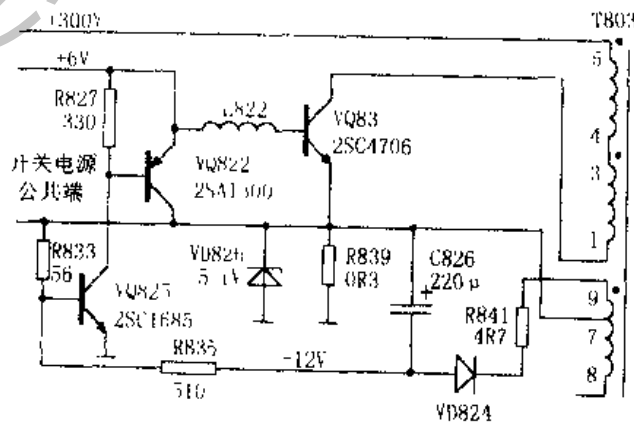 +300V
T803
+6V
5
R827
330
L822
VQ83
2SC4706
4
开关电源
公共端
VQ822
2SA1300
3
1
R833
56
VD826
R839
0R3
C826
220μ
+
VQ825
2SC1685
R841
4R7
9
7
8
R835
510
-12V
VD824